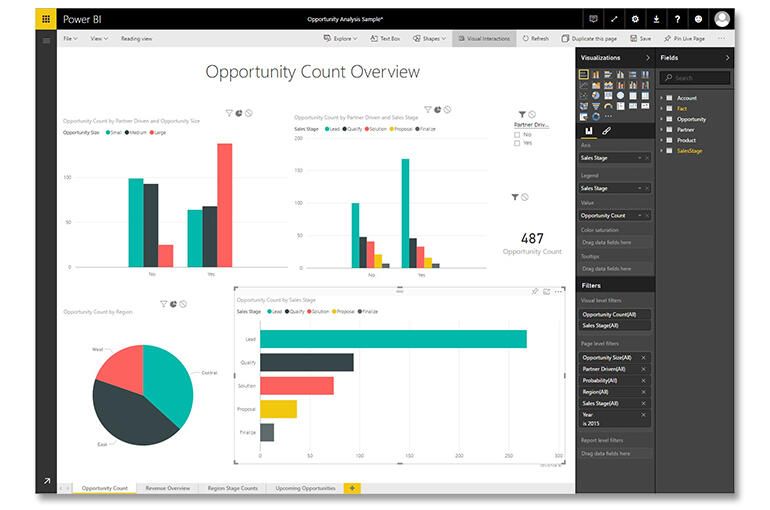 Power BI
Opportunity Analysis Sample*
File View Reading view
Explore Text Box Shapes Visual Interactions Refresh Duplicate this page Save Pin Live Page ...
Opportunity Count Overview
Opportunity Count by Partner Driven and Opportunity Size
Opportunity Size Small Medium Large
100
50
0
No Yes
Opportunity Count by Partner Driven and Sales Stage
Sales Stage Lead Qualify Solution Proposal Finalize
200
150
100
50
0
No Yes
Partner Driv...
No
Yes
487
Opportunity Count
Opportunity Count by Region
West
Central
East
Opportunity Count by Sales Stage
Sales Stage Lead Qualify Solution Proposal Finalize
Lead
Qualify
Solution
Proposal
Finalize
0 50 100 150 200 250 300
Opportunity Count Revenue Overview Region Stage Counts Upcoming Opportunities +
Visualizations
Axis
Sales Stage
Legend
Sales Stage
Value
Opportunity Count
Color saturation
Drag data fields here
Tooltips
Drag data fields here
Filters
Visual level filters
Opportunity Count(All)
Sales Stage(All)
Page level filters
Opportunity Size(All)
Partner Driven(All)
Probability(All)
Region(All)
Sales Stage(All)
Year
is 2015
Report level filters
Drag data fields here
Fields
Search
Account
Fact
Opportunity
Partner
Product
SalesStage